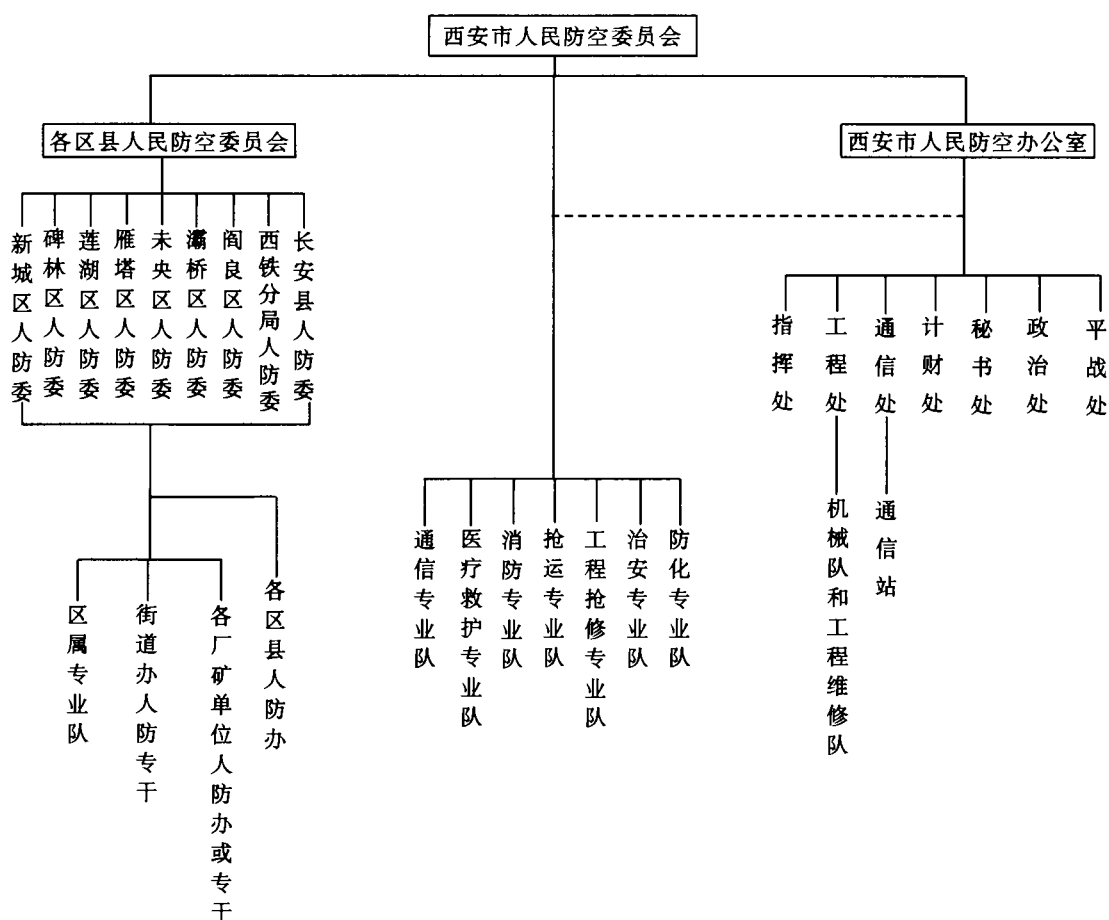 西安市人民防空委员会
各区县人民防空委员会
西安市人民防空办公室
新城区人防委
碑林区人防委
莲湖区人防委
雁塔区人防委
未央区人防委
灞桥区人防委
阎良区人防委
西铁分局人防委
长安县人防委
指挥处
工程处
通信处
计财处
秘书处
政治处
平战处
机械队和工程维修队
通信站
通信专业队
医疗救护专业队
消防专业队
抢运专业队
工程抢修专业队
治安专业队
防化专业队
区属专业队
街道办人防专干
各厂矿单位人防办或专干
各区县人防办